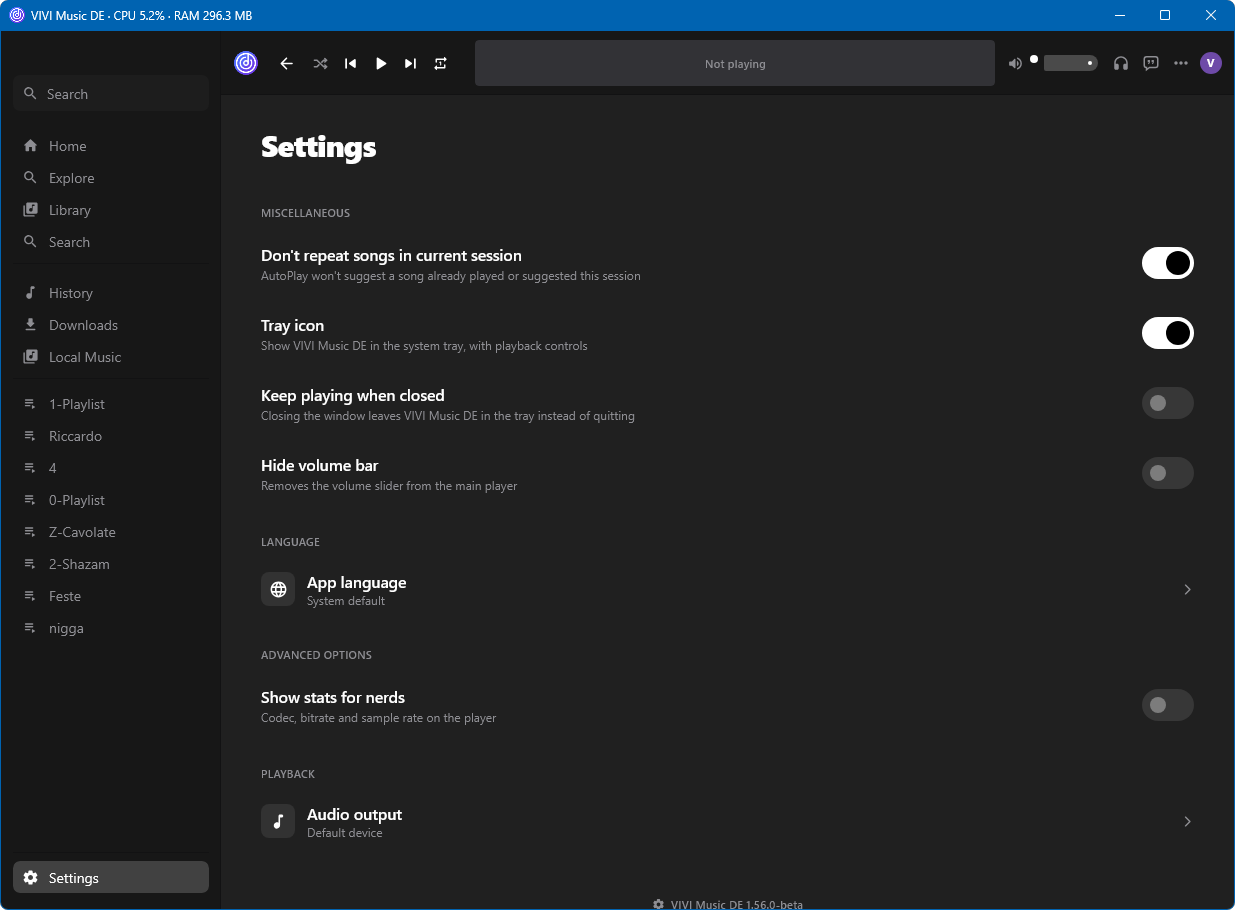 VIVI Music DE · CPU 5.2% · RAM 296.3 MB
Not playing
V
Search
Home
Explore
Library
Search
History
Downloads
Local Music
1-Playlist
Riccardo
4
0-Playlist
Z-Cavolate
2-Shazam
Feste
nigga
Settings
Settings
MISCELLANEOUS
Don't repeat songs in current session
AutoPlay won't suggest a song already played or suggested this session
Tray icon
Show VIVI Music DE in the system tray, with playback controls
Keep playing when closed
Closing the window leaves VIVI Music DE in the tray instead of quitting
Hide volume bar
Removes the volume slider from the main player
LANGUAGE
App language
System default
ADVANCED OPTIONS
Show stats for nerds
Codec, bitrate and sample rate on the player
PLAYBACK
Audio output
Default device
VIVI Music DE 1.56.0-beta